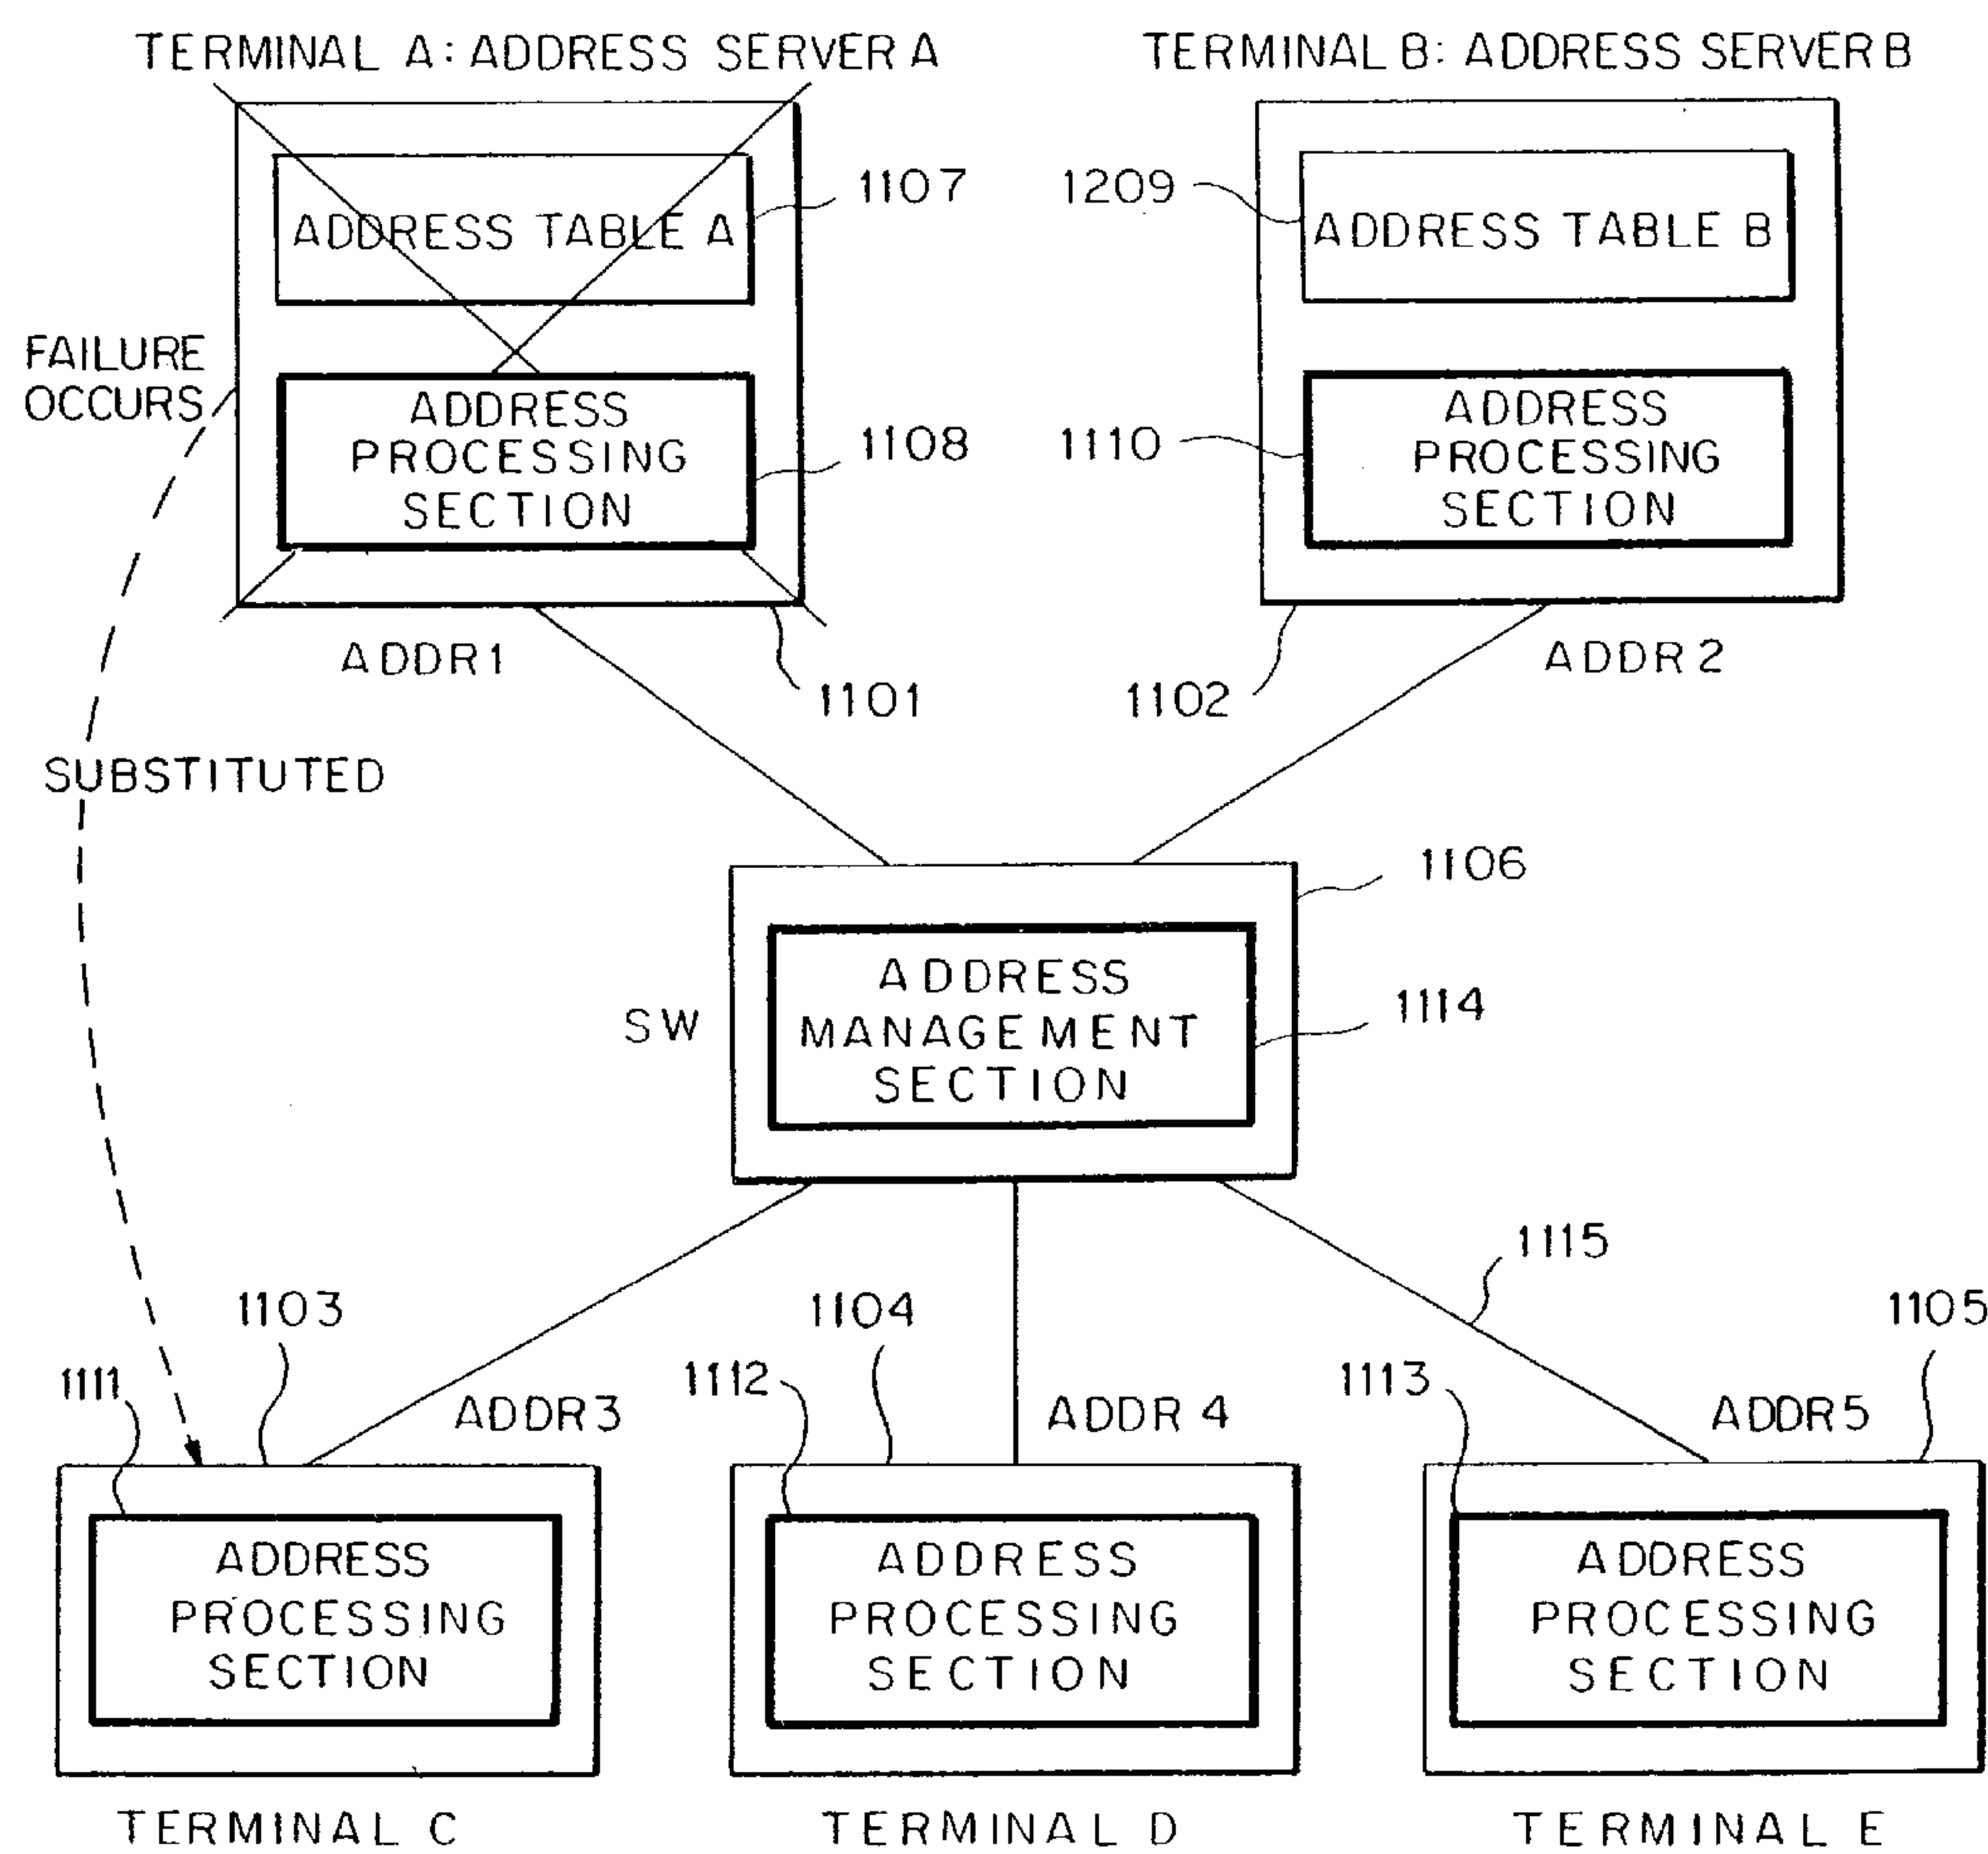 TERMINAL A: ADDRESS SERVER A
TERMINAL B: ADDRESS SERVER B
ADDRESS TABLE A
1107
1209
ADDRESS TABLE B
FAILURE
OCCURS
ADDRESS
PROCESSING
SECTION
1108
1110
ADDRESS
PROCESSING
SECTION
ADDR1
1101
1102
ADDR2
SUBSTITUTED
1106
SW
ADDRESS
MANAGEMENT
SECTION
1114
1115
1103
1104
1105
1111
ADDR3
1112
ADDR4
1113
ADDR5
ADDRESS
PROCESSING
SECTION
ADDRESS
PROCESSING
SECTION
ADDRESS
PROCESSING
SECTION
TERMINAL C
TERMINAL D
TERMINAL E